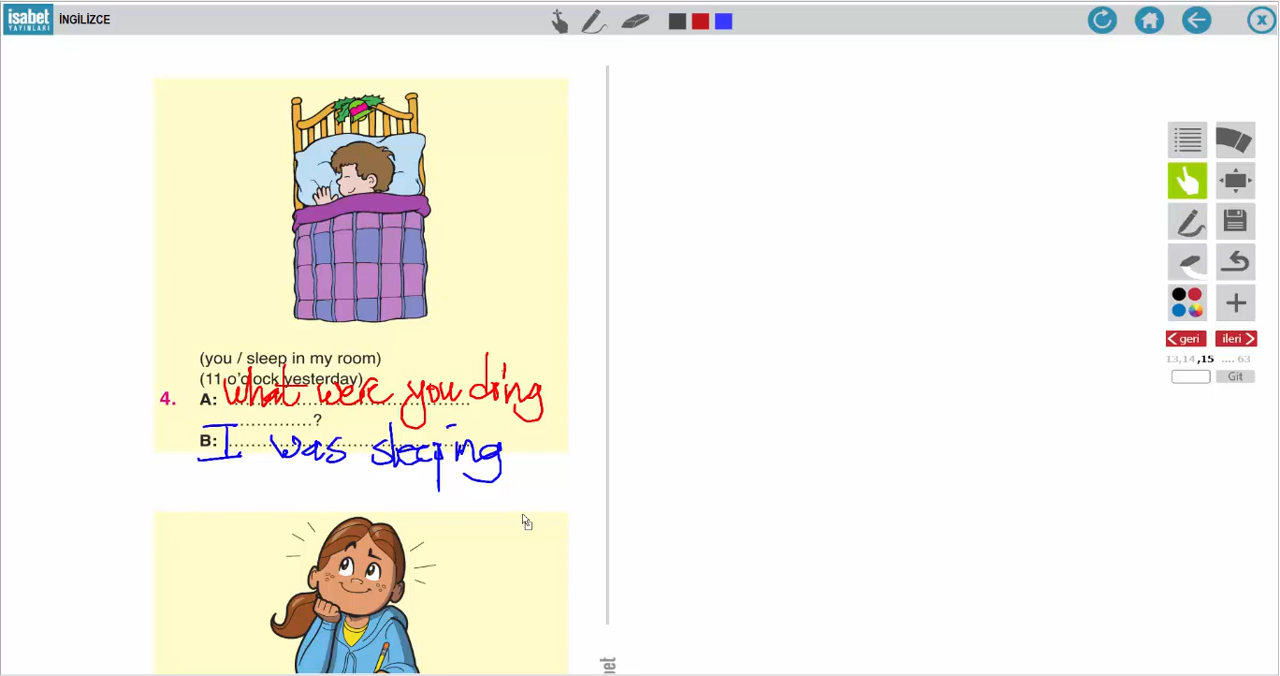 isabet
YAYINLARI
İNGİLİZCE
(you / sleep in my room)
(11 o'clock yesterday)
4. A: what were you doing
..............?
B: I was sleeping
geri ileri
13,14 ,15 .... 63
Git
bet